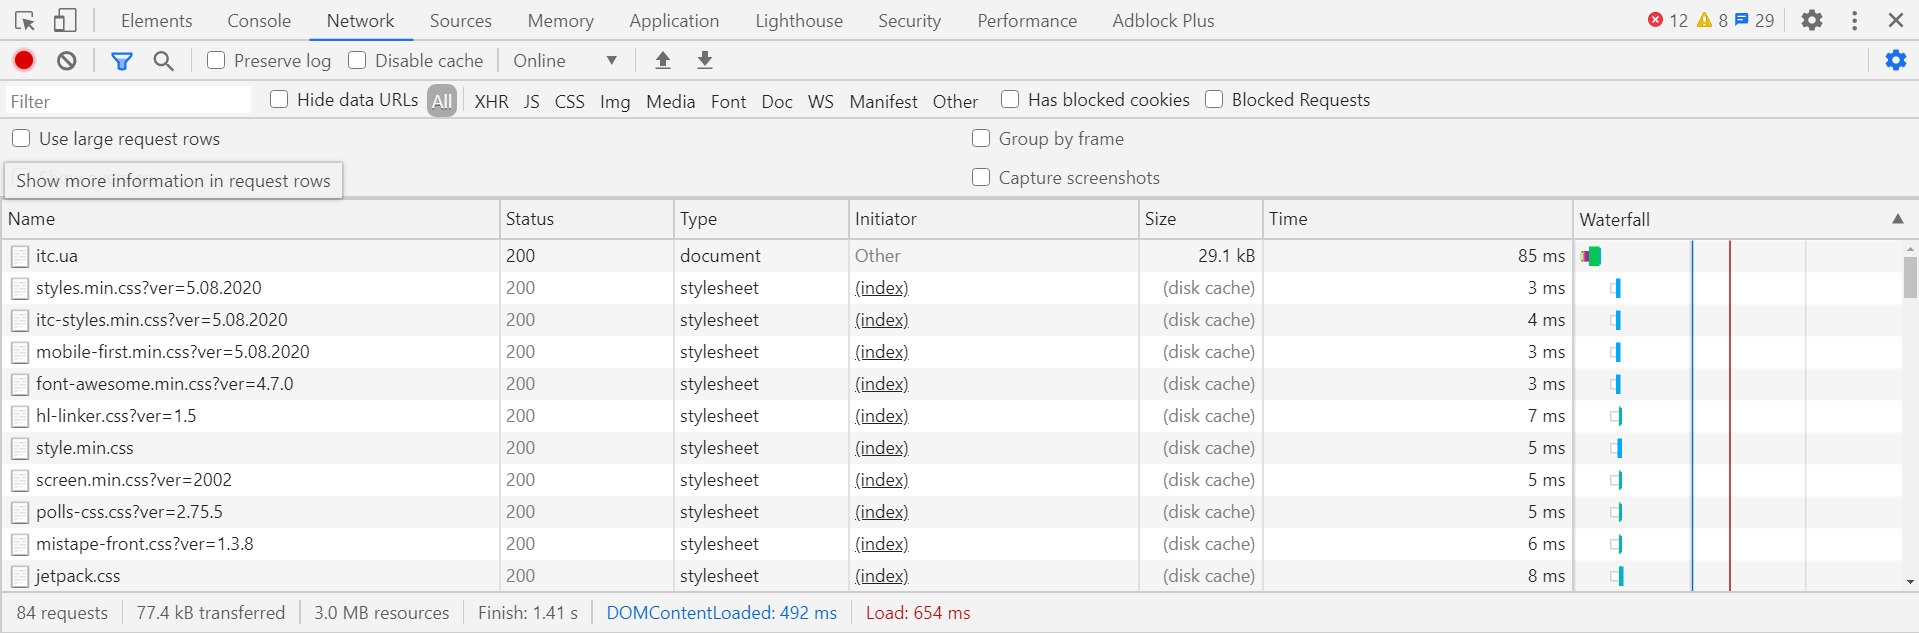 Elements Console Network Sources Memory Application Lighthouse Security Performance Adblock Plus 12 8 29
Preserve log Disable cache Online
Filter Hide data URLs All XHR JS CSS Img Media Font Doc WS Manifest Other Has blocked cookies Blocked Requests
Use large request rows Group by frame
Show more information in request rows Capture screenshots
Name Status Type Initiator Size Time Waterfall
itc.ua 200 document Other 29.1 kB 85 ms
styles.min.css?ver=5.08.2020 200 stylesheet (index) (disk cache) 3 ms
itc-styles.min.css?ver=5.08.2020 200 stylesheet (index) (disk cache) 4 ms
mobile-first.min.css?ver=5.08.2020 200 stylesheet (index) (disk cache) 3 ms
font-awesome.min.css?ver=4.7.0 200 stylesheet (index) (disk cache) 3 ms
hl-linker.css?ver=1.5 200 stylesheet (index) (disk cache) 7 ms
style.min.css 200 stylesheet (index) (disk cache) 5 ms
screen.min.css?ver=2002 200 stylesheet (index) (disk cache) 5 ms
polls-css.css?ver=2.75.5 200 stylesheet (index) (disk cache) 5 ms
mistape-front.css?ver=1.3.8 200 stylesheet (index) (disk cache) 6 ms
jetpack.css 200 stylesheet (index) (disk cache) 8 ms
84 requests 77.4 kB transferred 3.0 MB resources Finish: 1.41 s DOMContentLoaded: 492 ms Load: 654 ms